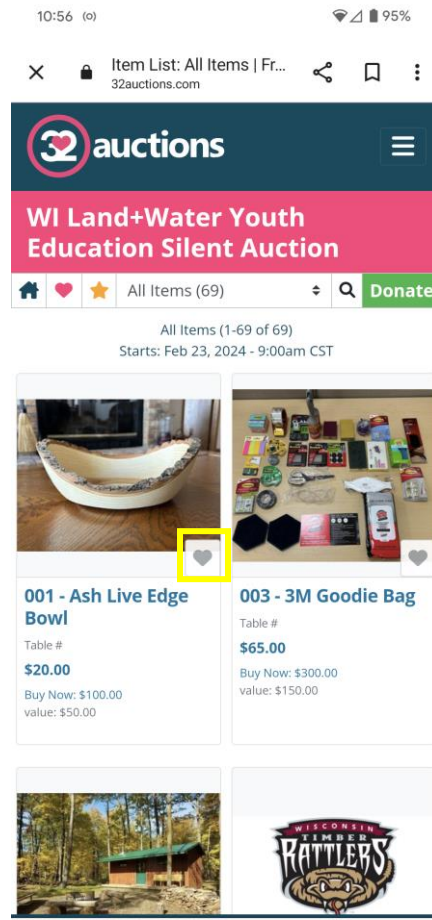 10:56
95%
Item List: All Items | Fr...
32auctions.com
32 auctions
WI Land+Water Youth
Education Silent Auction
All Items (69)
Donate
All Items (1-69 of 69)
Starts: Feb 23, 2024 - 9:00am CST
001 - Ash Live Edge
Bowl
Table #
$20.00
Buy Now: $100.00
value: $50.00
003 - 3M Goodie Bag
Table #
$65.00
Buy Now: $300.00
value: $150.00
WISCONSIN
TIMBER
RATTLERS